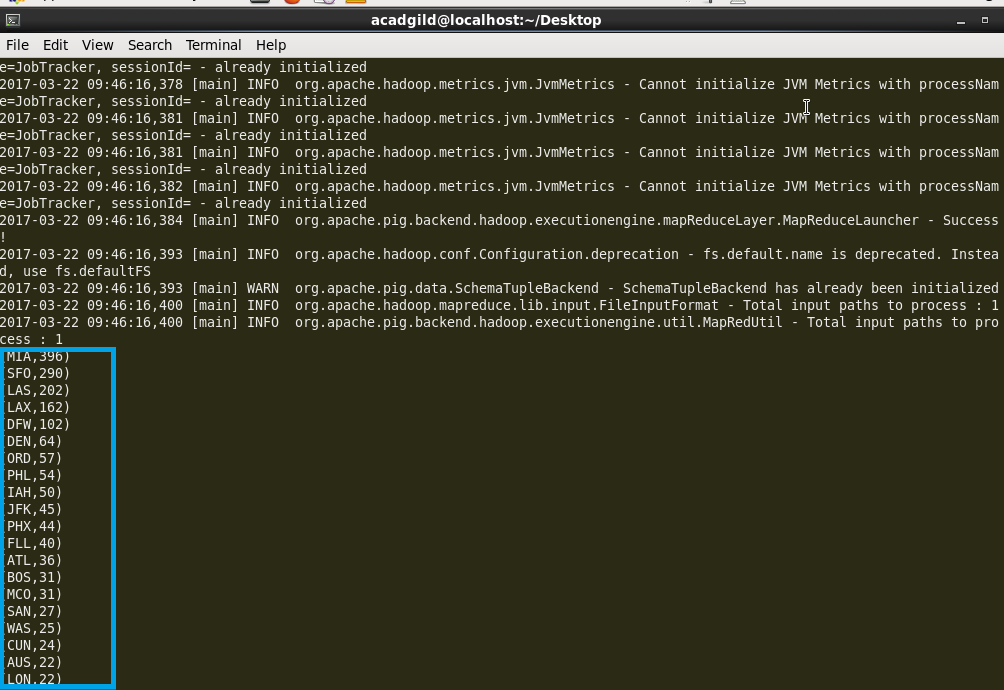 acadgild@localhost:~/Desktop
File Edit View Search Terminal Help
e=JobTracker, sessionId= - already initialized
2017-03-22 09:46:16,378 [main] INFO  org.apache.hadoop.metrics.jvm.JvmMetrics - Cannot initialize JVM Metrics with processNam
e=JobTracker, sessionId= - already initialized
2017-03-22 09:46:16,381 [main] INFO  org.apache.hadoop.metrics.jvm.JvmMetrics - Cannot initialize JVM Metrics with processNam
e=JobTracker, sessionId= - already initialized
2017-03-22 09:46:16,381 [main] INFO  org.apache.hadoop.metrics.jvm.JvmMetrics - Cannot initialize JVM Metrics with processNam
e=JobTracker, sessionId= - already initialized
2017-03-22 09:46:16,382 [main] INFO  org.apache.hadoop.metrics.jvm.JvmMetrics - Cannot initialize JVM Metrics with processNam
e=JobTracker, sessionId= - already initialized
2017-03-22 09:46:16,384 [main] INFO  org.apache.pig.backend.hadoop.executionengine.mapReduceLayer.MapReduceLauncher - Success
!
2017-03-22 09:46:16,393 [main] INFO  org.apache.hadoop.conf.Configuration.deprecation - fs.default.name is deprecated. Instea
d, use fs.defaultFS
2017-03-22 09:46:16,393 [main] WARN  org.apache.pig.data.SchemaTupleBackend - SchemaTupleBackend has already been initialized
2017-03-22 09:46:16,400 [main] INFO  org.apache.hadoop.mapreduce.lib.input.FileInputFormat - Total input paths to process : 1
2017-03-22 09:46:16,400 [main] INFO  org.apache.pig.backend.hadoop.executionengine.util.MapRedUtil - Total input paths to pro
cess : 1
(MIA,396)
(SFO,290)
(LAS,202)
(LAX,162)
(DFW,102)
(DEN,64)
(ORD,57)
(PHL,54)
(IAH,50)
(JFK,45)
(PHX,44)
(FLL,40)
(ATL,36)
(BOS,31)
(MCO,31)
(SAN,27)
(WAS,25)
(CUN,24)
(AUS,22)
(LON,22)